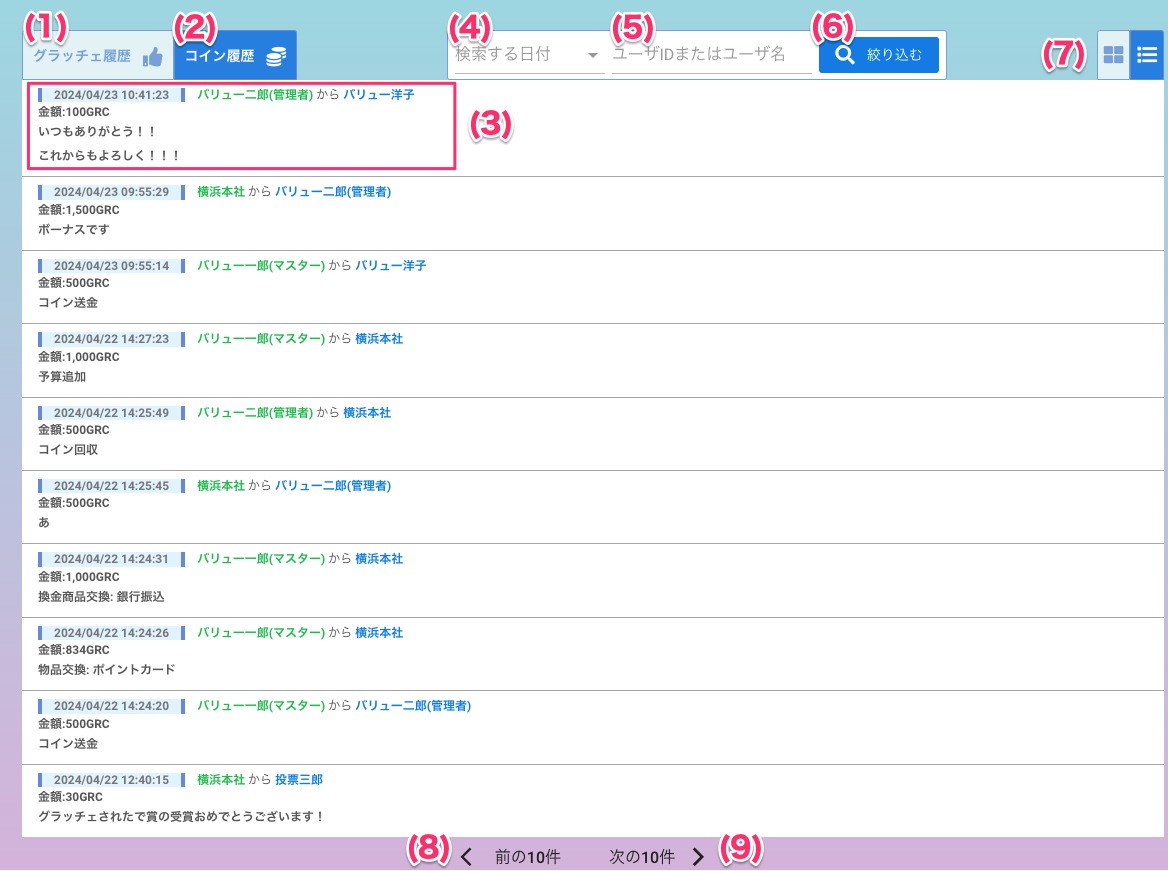 (1)
(2)
(4)
(5)
(6)
(7)
グラッチェ履歴
コイン履歴
検索する日付
ユーザIDまたはユーザ名
絞り込む
2024/04/23 10:41:23 バリュー二郎(管理者) から バリュー洋子
金額:100GRC
(3)
いつもありがとう！！
これからもよろしく！！！
2024/04/23 09:55:29 横浜本社 から バリュー二郎(管理者)
金額:1,500GRC
ボーナスです
2024/04/23 09:55:14 バリュー一郎(マスター) から バリュー洋子
金額:500GRC
コイン送金
2024/04/22 14:27:23 バリュー一郎(マスター) から 横浜本社
金額:1,000GRC
予算追加
2024/04/22 14:25:49 バリュー二郎(管理者) から 横浜本社
金額:500GRC
コイン回収
2024/04/22 14:25:45 横浜本社 から バリュー二郎(管理者)
金額:500GRC
あ
2024/04/22 14:24:31 バリュー一郎(マスター) から 横浜本社
金額:1,000GRC
換金商品交換: 銀行振込
2024/04/22 14:24:26 バリュー一郎(マスター) から 横浜本社
金額:834GRC
物品交換: ポイントカード
2024/04/22 14:24:20 バリュー一郎(マスター) から バリュー二郎(管理者)
金額:500GRC
コイン送金
2024/04/22 12:40:15 横浜本社 から 投票三郎
金額:30GRC
グラッチェされたで賞の受賞おめでとうございます！
(8) 前の10件 次の10件 (9)